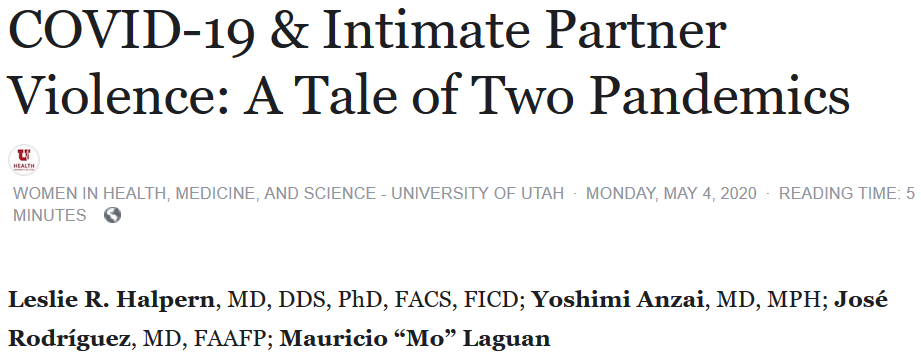 COVID-19 & Intimate Partner
Violence: A Tale of Two Pandemics
U HEALTH
WOMEN IN HEALTH, MEDICINE, AND SCIENCE - UNIVERSITY OF UTAH · MONDAY, MAY 4, 2020 · READING TIME: 5
MINUTES
Leslie R. Halpern, MD, DDS, PhD, FACS, FICD; Yoshimi Anzai, MD, MPH; José
Rodríguez, MD, FAAFP; Mauricio “Mo” Laguan